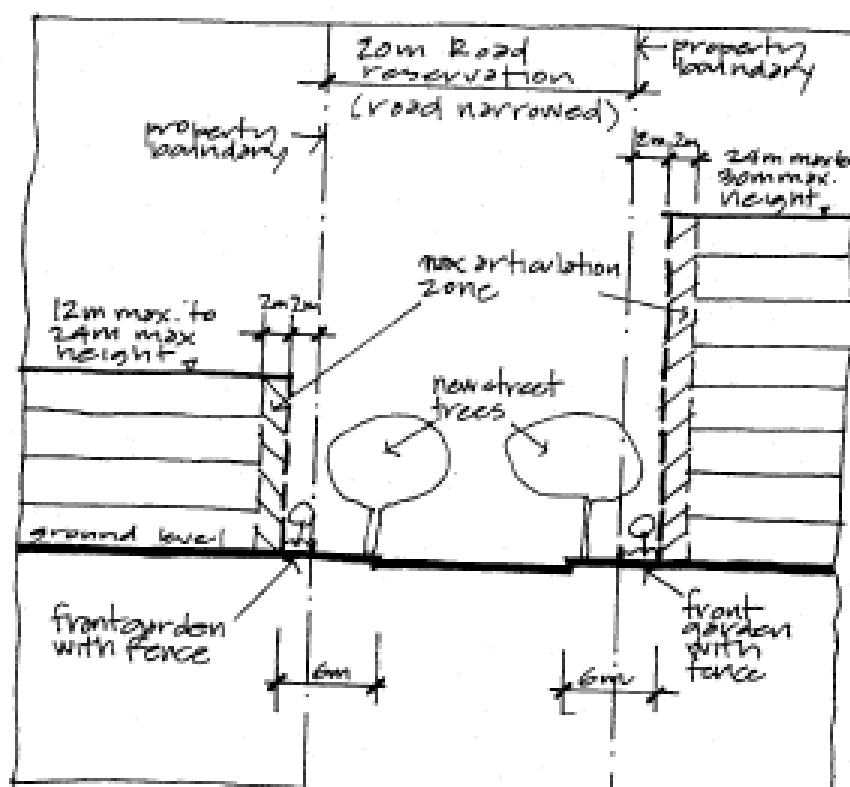 20m Road
reservation
(road narrowed)
property
boundary
property
boundary
2m 2m
24m max to
30m max.
height
max articulation
zone
2m 2m
12m max. to
24m max
height
new street
trees
ground level
front garden
with fence
6m
6m
front
garden
with
fence